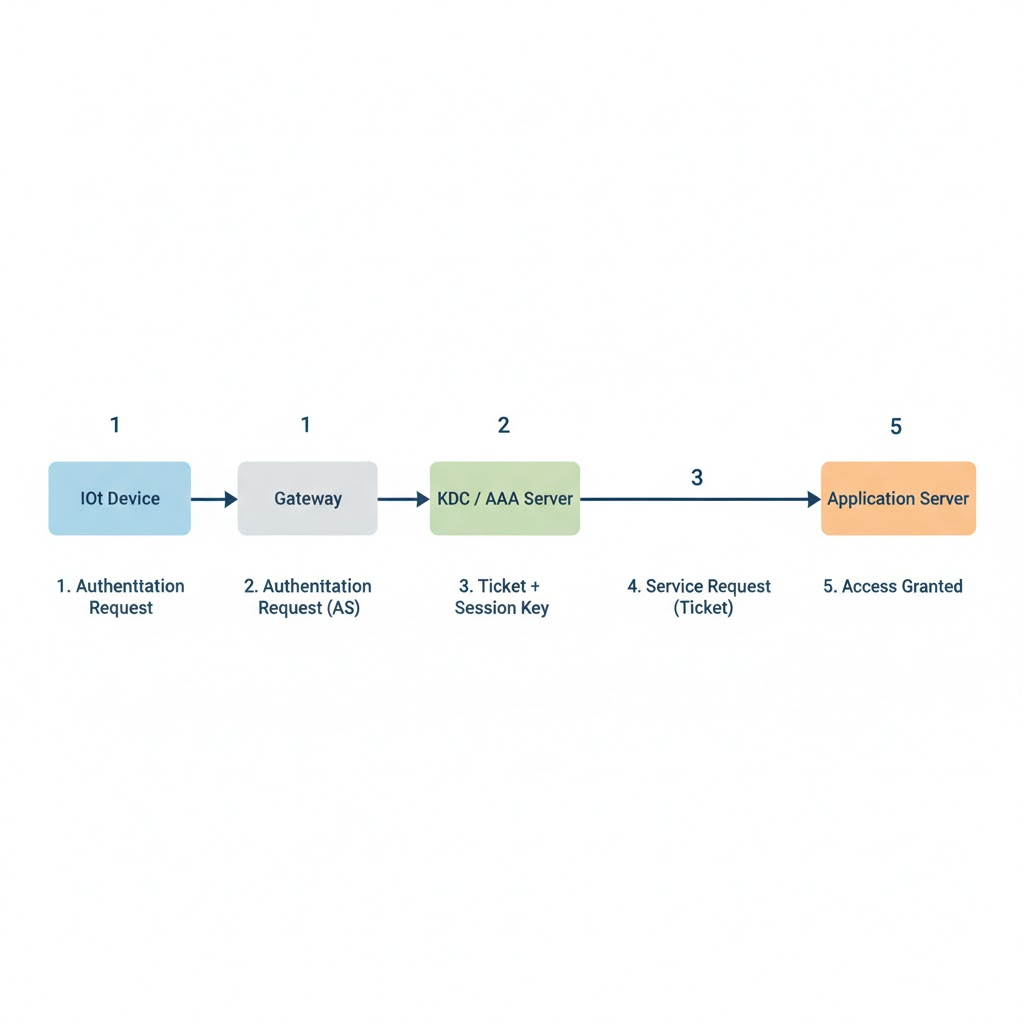 1
1
2
5
3
IOt Device
Gateway
KDC / AAA Server
Application Server
1. Authenttation
Request
2. Authenttation
Request (AS)
3. Ticket +
Session Key
4. Service Request
(Ticket)
5. Access Granted